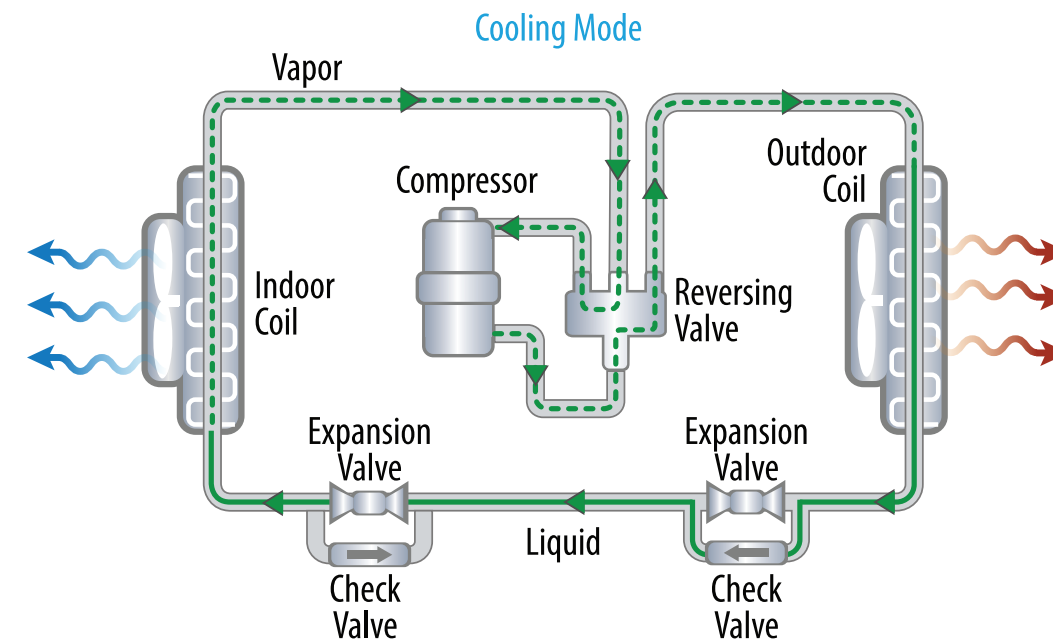 Cooling Mode
Vapor
Compressor
Outdoor
Coil
Indoor
Coil
Reversing
Valve
Expansion
Valve
Expansion
Valve
Liquid
Check
Valve
Check
Valve